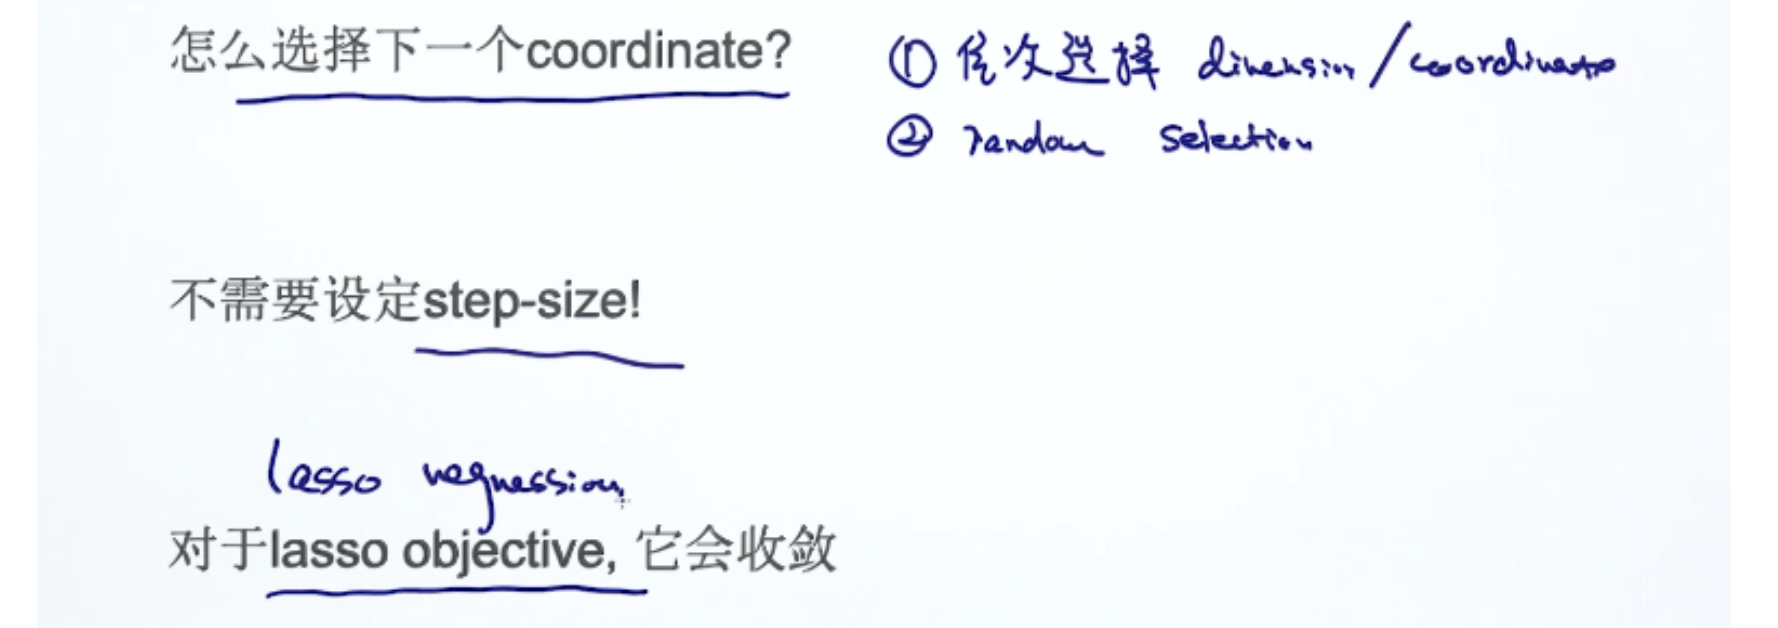 怎么选择下一个coordinate? ① 依次选择 dimension/coordinate
② random selection
不需要设定step-size!
lasso regression
对于lasso objective, 它会收敛